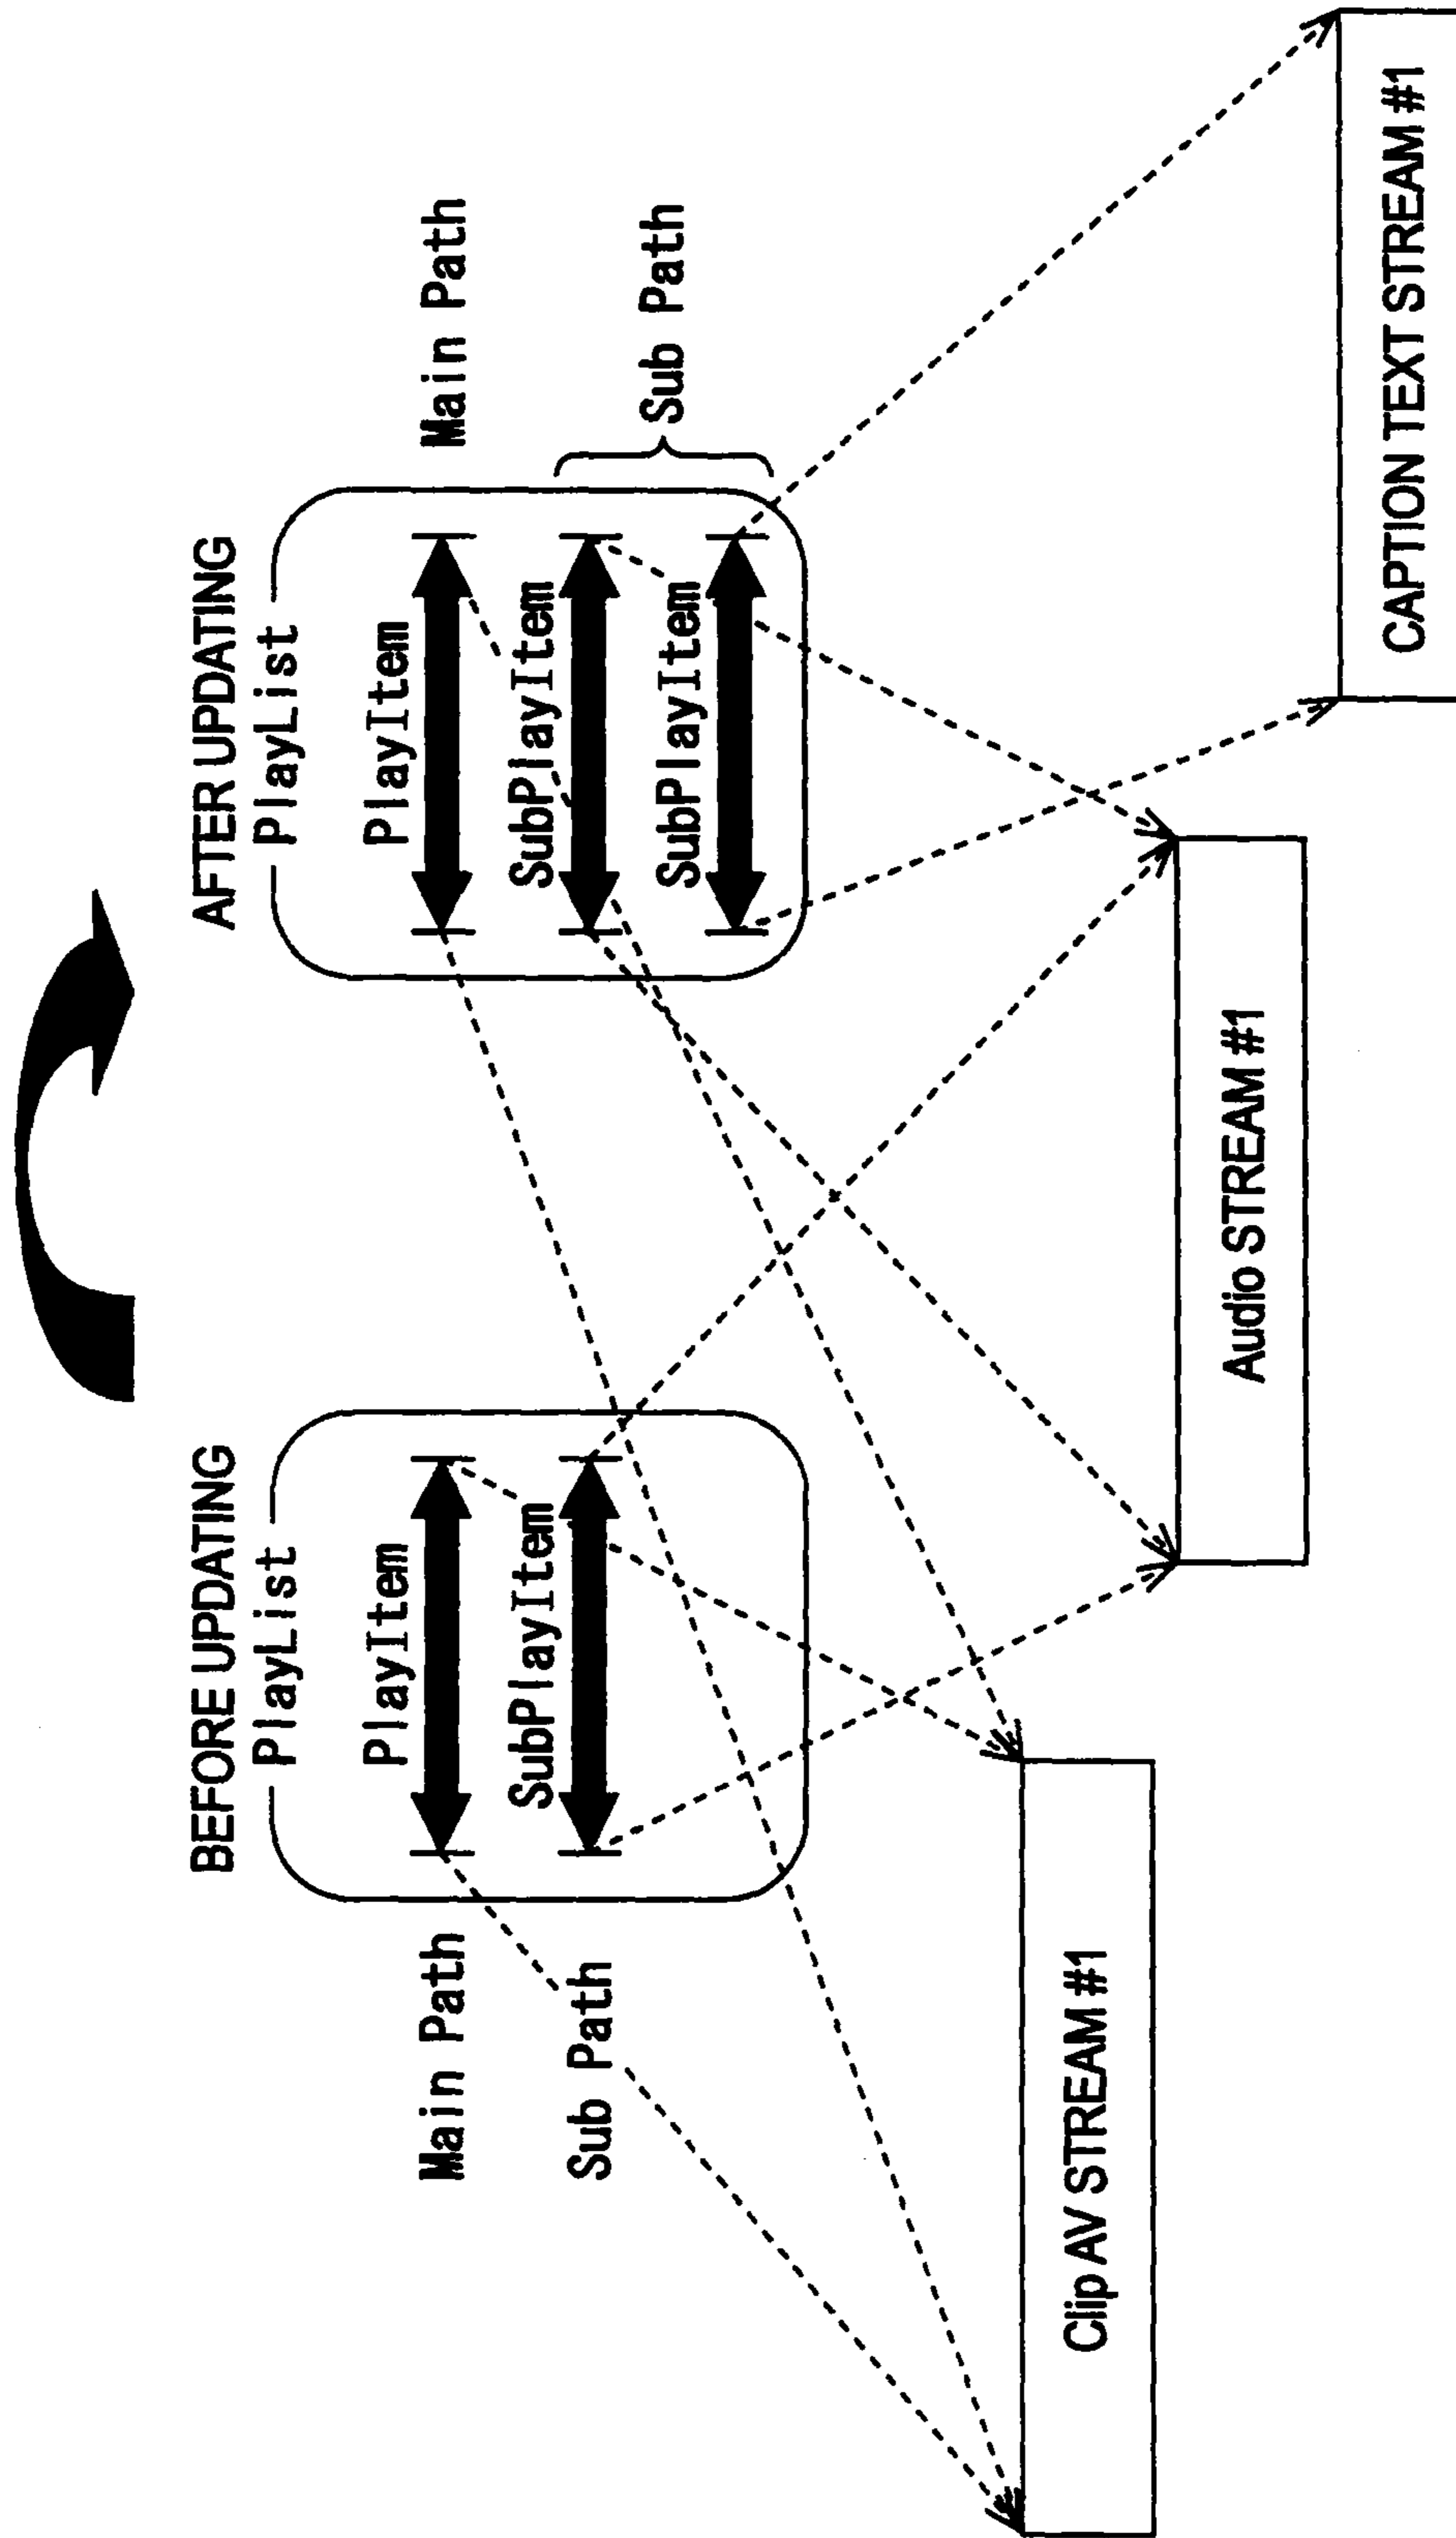 BEFORE UPDATING
PlayList
PlayItem
Main Path
SubPlayItem
Sub Path
AFTER UPDATING
PlayList
PlayItem
Main Path
SubPlayItem
SubPlayItem
Sub Path
Clip AV STREAM #1
Audio STREAM #1
CAPTION TEXT STREAM #1